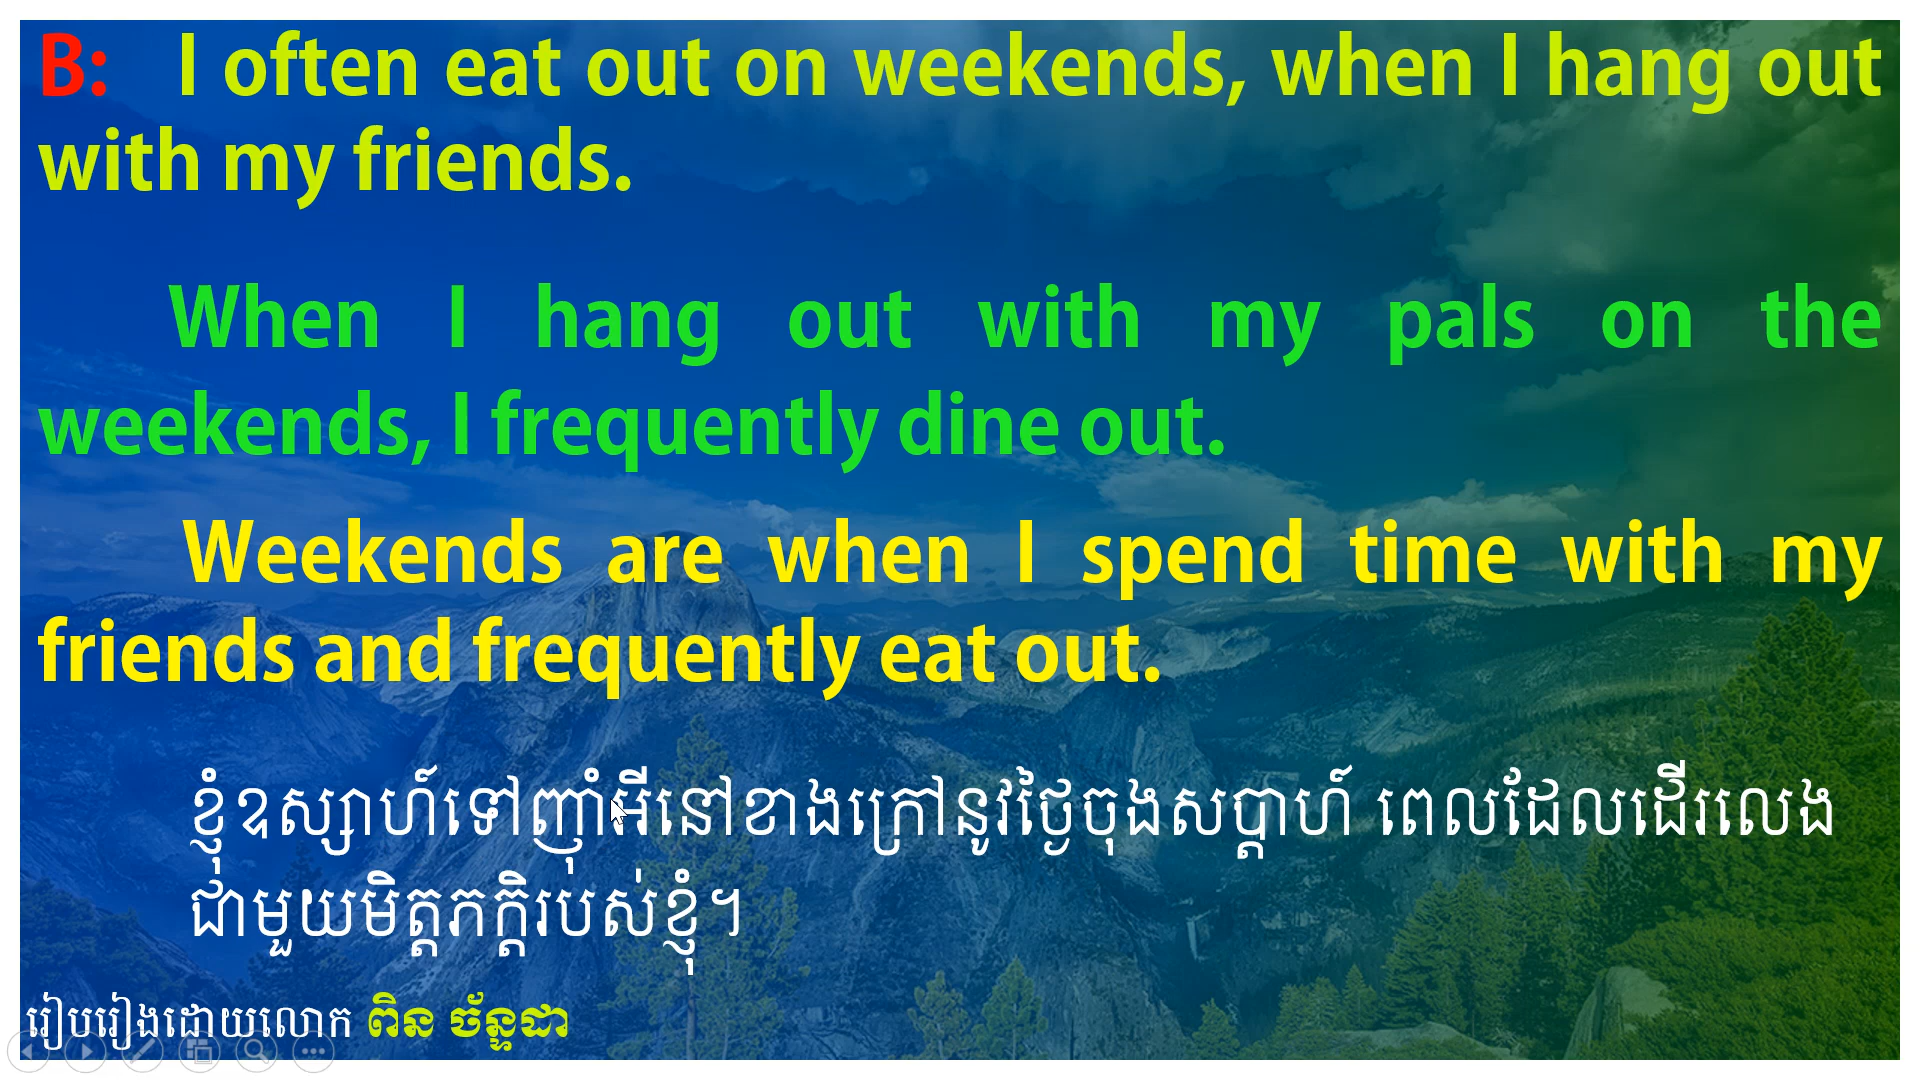 B: I often eat out on weekends, when I hang out
with my friends.
When I hang out with my pals on the
weekends, I frequently dine out.
Weekends are when I spend time with my
friends and frequently eat out.
ខ្ញុំឧស្សាហ៍ទៅញ៉ាំអីនៅខាងក្រៅនូវថ្ងៃចុងសប្តាហ៍ ពេលដែលដើរលេង
ជាមួយមិត្តភក្តិរបស់ខ្ញុំ។
រៀបរៀងដោយលោក ពិន ច័ន្ទដា